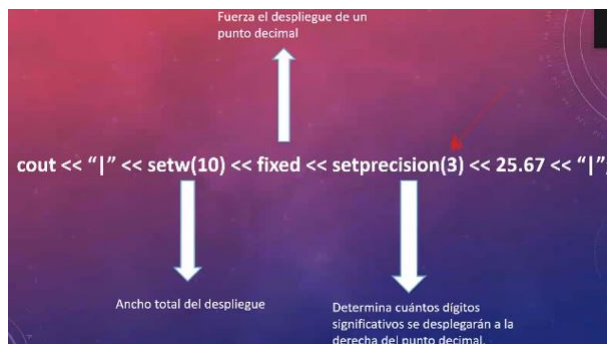 Fuerza el despliegue de un
punto decimal
cout << “|” << setw(10) << fixed << setprecision(3) << 25.67 << “|”;
Ancho total del despliegue
Determina cuántos dígitos
significativos se desplegarán a la
derecha del punto decimal.